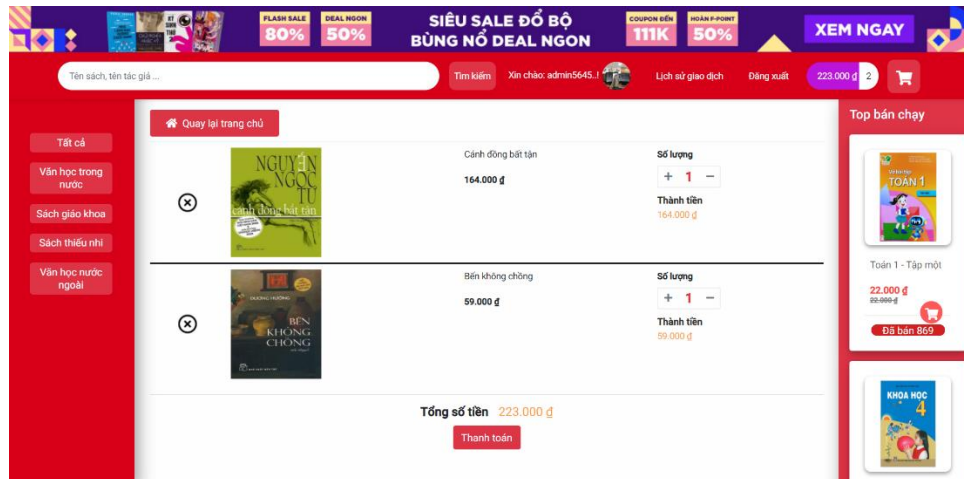 FLASH SALE
80%
DEAL NGON
50%
SIÊU SALE ĐỔ BỘ
BÙNG NỔ DEAL NGON
COUPON ĐẾN
111K
HOÀN P-POINT
50%
XEM NGAY
Tên sách, tên tác giả ...
Tìm kiếm
Xin chào: admin5645..!
Lịch sử giao dịch
Đăng xuất
223.000 ₫
2
Tất cả
Văn học trong
nước
Sách giáo khoa
Sách thiếu nhi
Văn học nước
ngoài
Quay lại trang chủ
NGUYỄN
NGỌC
TƯ
cánh đồng bất tận
Cánh đồng bất tận
164.000 ₫
Số lượng
+ 1 −
Thành tiền
164.000 ₫
DƯƠNG HƯỚNG
BẾN
KHÔNG
CHỒNG
Bến không chồng
59.000 ₫
Số lượng
+ 1 −
Thành tiền
59.000 ₫
Tổng số tiền 223.000 ₫
Thanh toán
Top bán chạy
TOÁN 1
Toán 1 - Tập một
22.000 ₫
22.000 ₫
Đã bán 869
KHOA HỌC
4